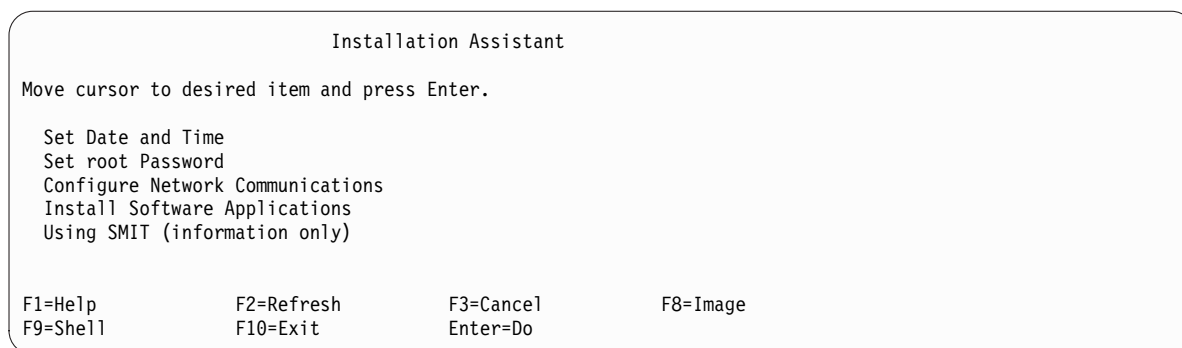 Installation Assistant
Move cursor to desired item and press Enter.
Set Date and Time
Set root Password
Configure Network Communications
Install Software Applications
Using SMIT (information only)
F1=Help F2=Refresh F3=Cancel F8=Image
F9=Shell F10=Exit Enter=Do